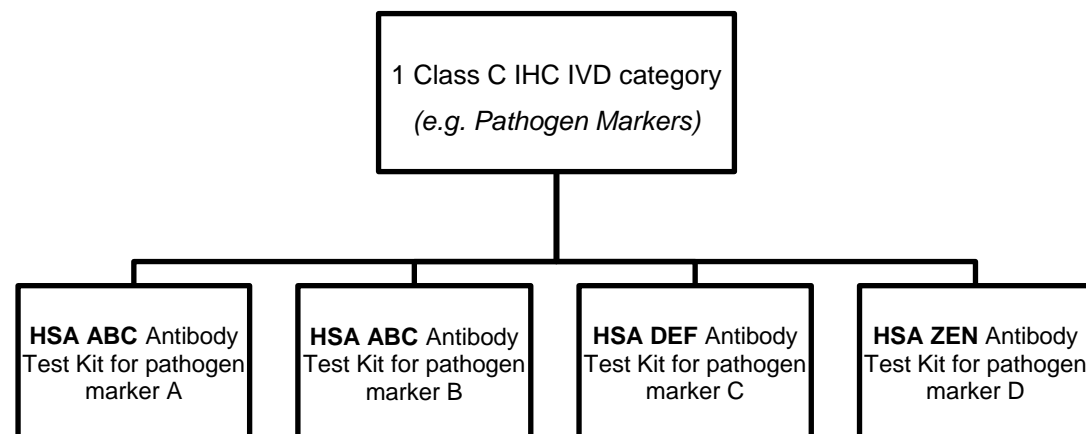 1 Class C IHC IVD category
(e.g. Pathogen Markers)
HSA ABC Antibody
Test Kit for pathogen
marker A
HSA ABC Antibody
Test Kit for pathogen
marker B
HSA DEF Antibody
Test Kit for pathogen
marker C
HSA ZEN Antibody
Test Kit for pathogen
marker D